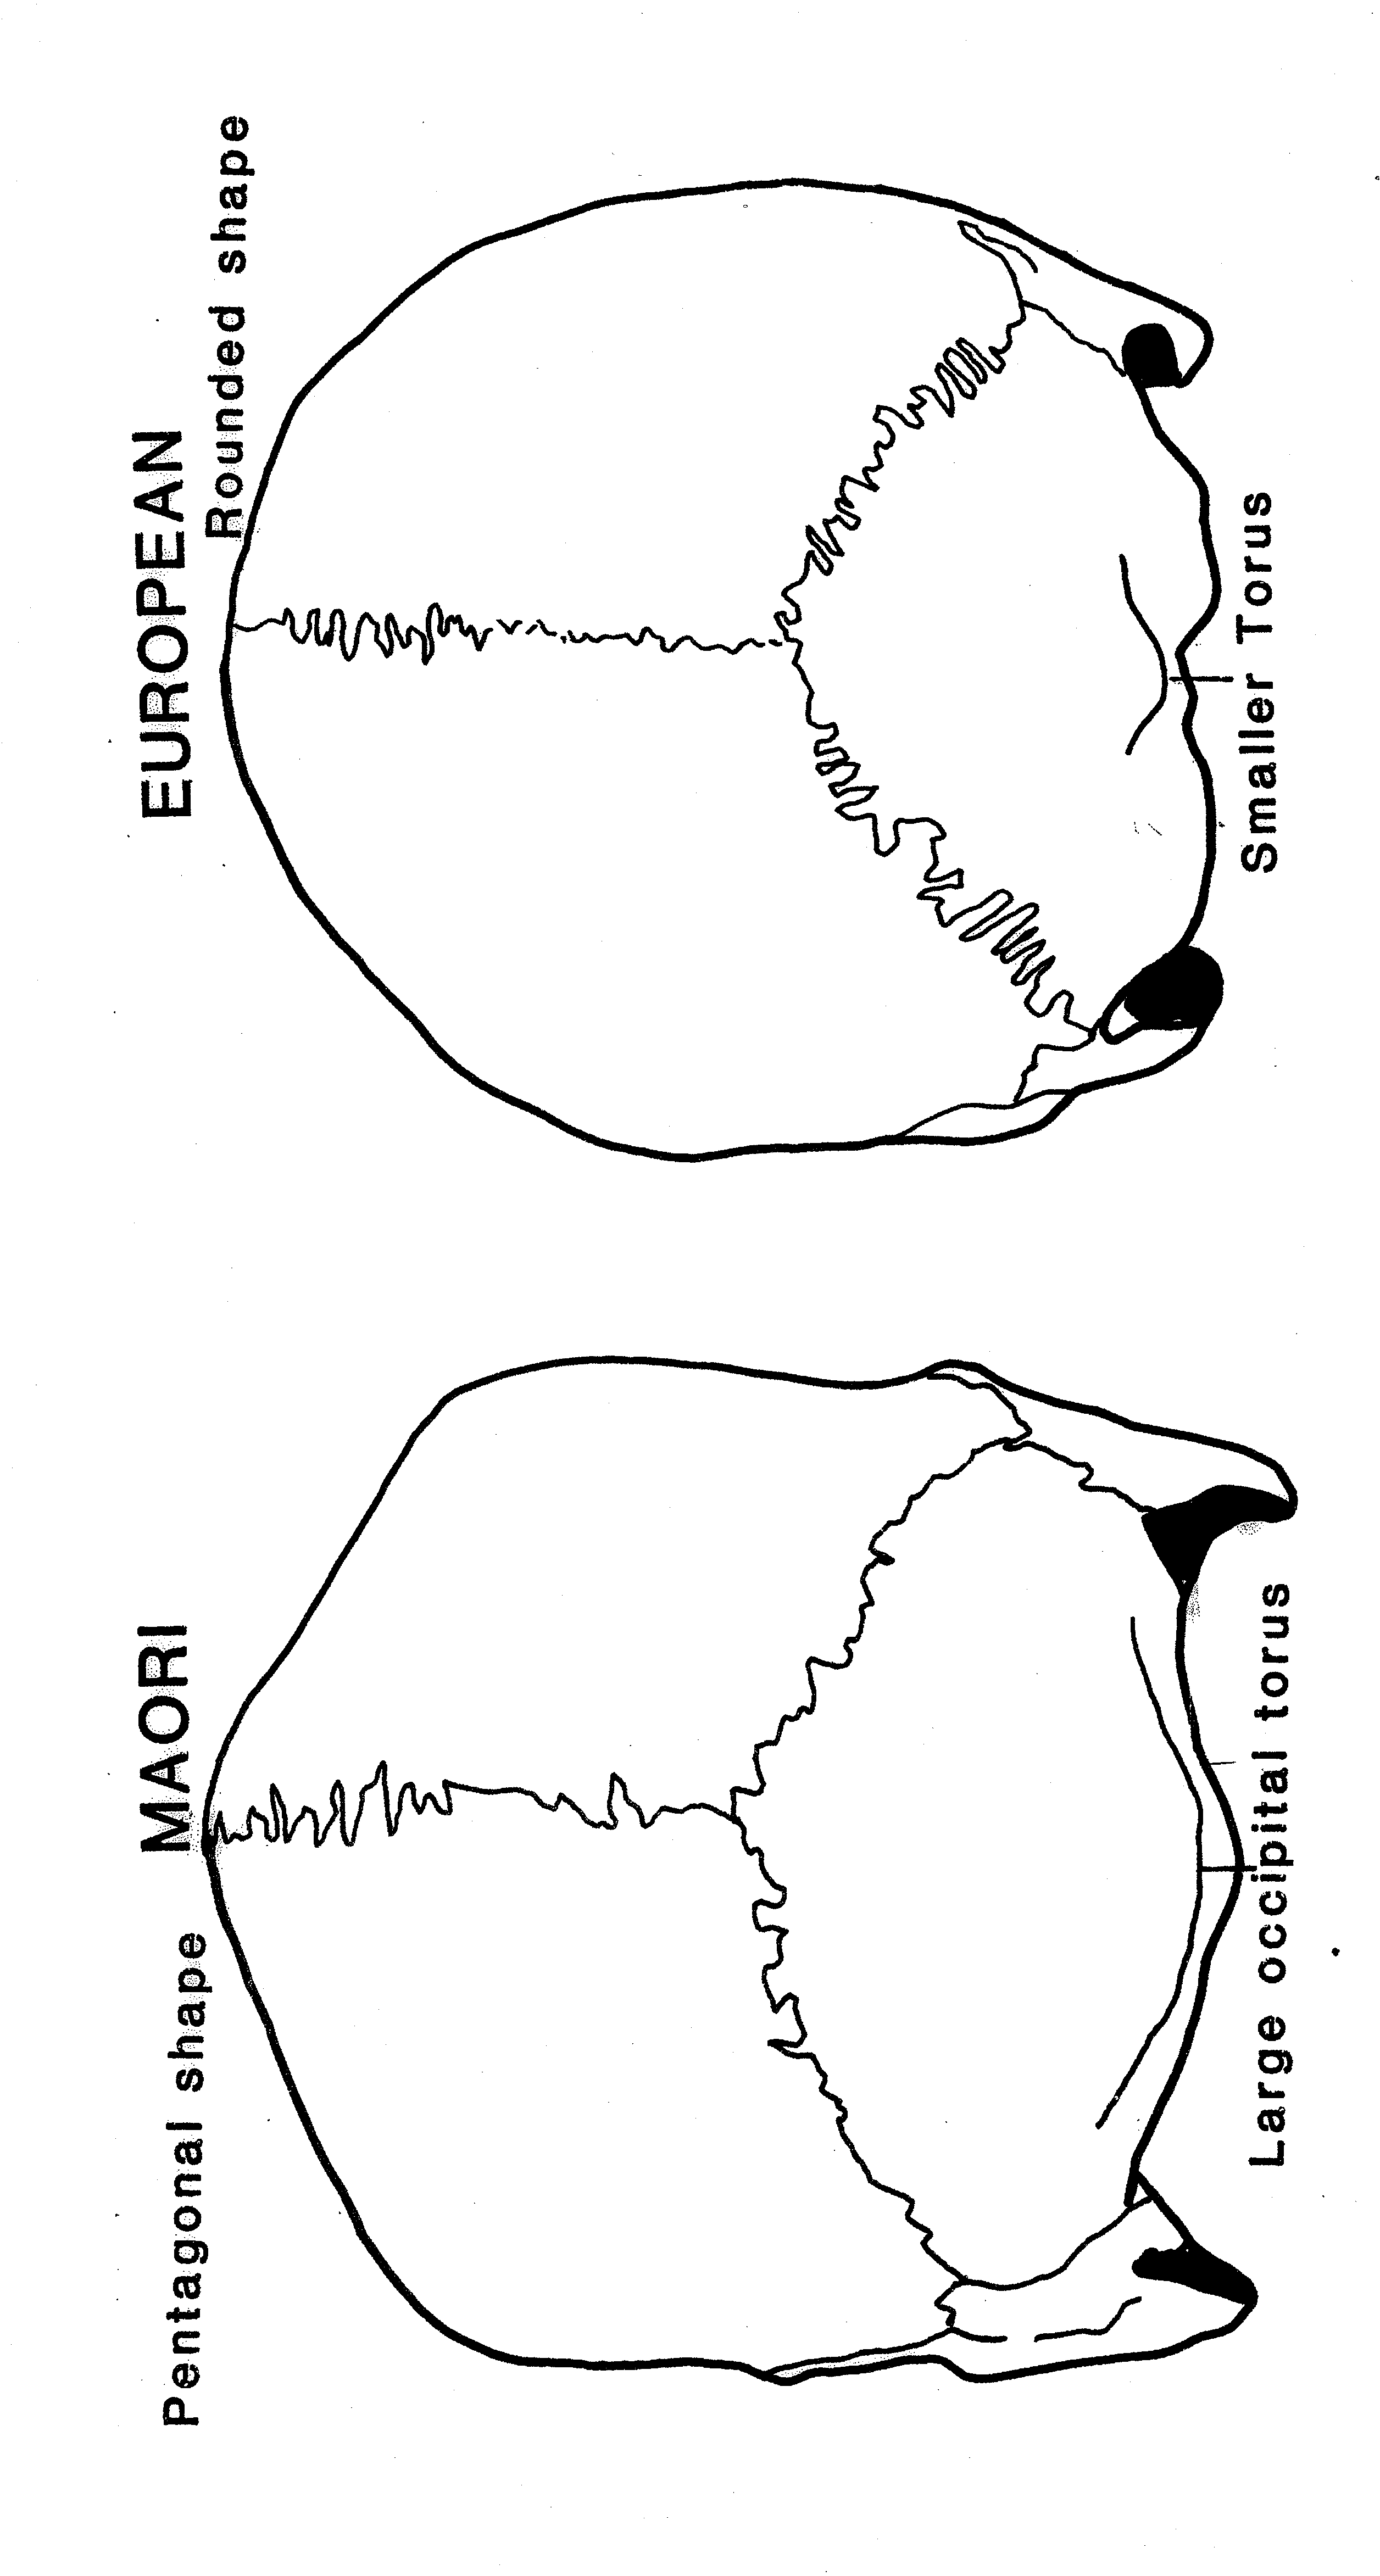 MAORI
Pentagonal shape
Large occipital torus
EUROPEAN
Rounded shape
Smaller Torus